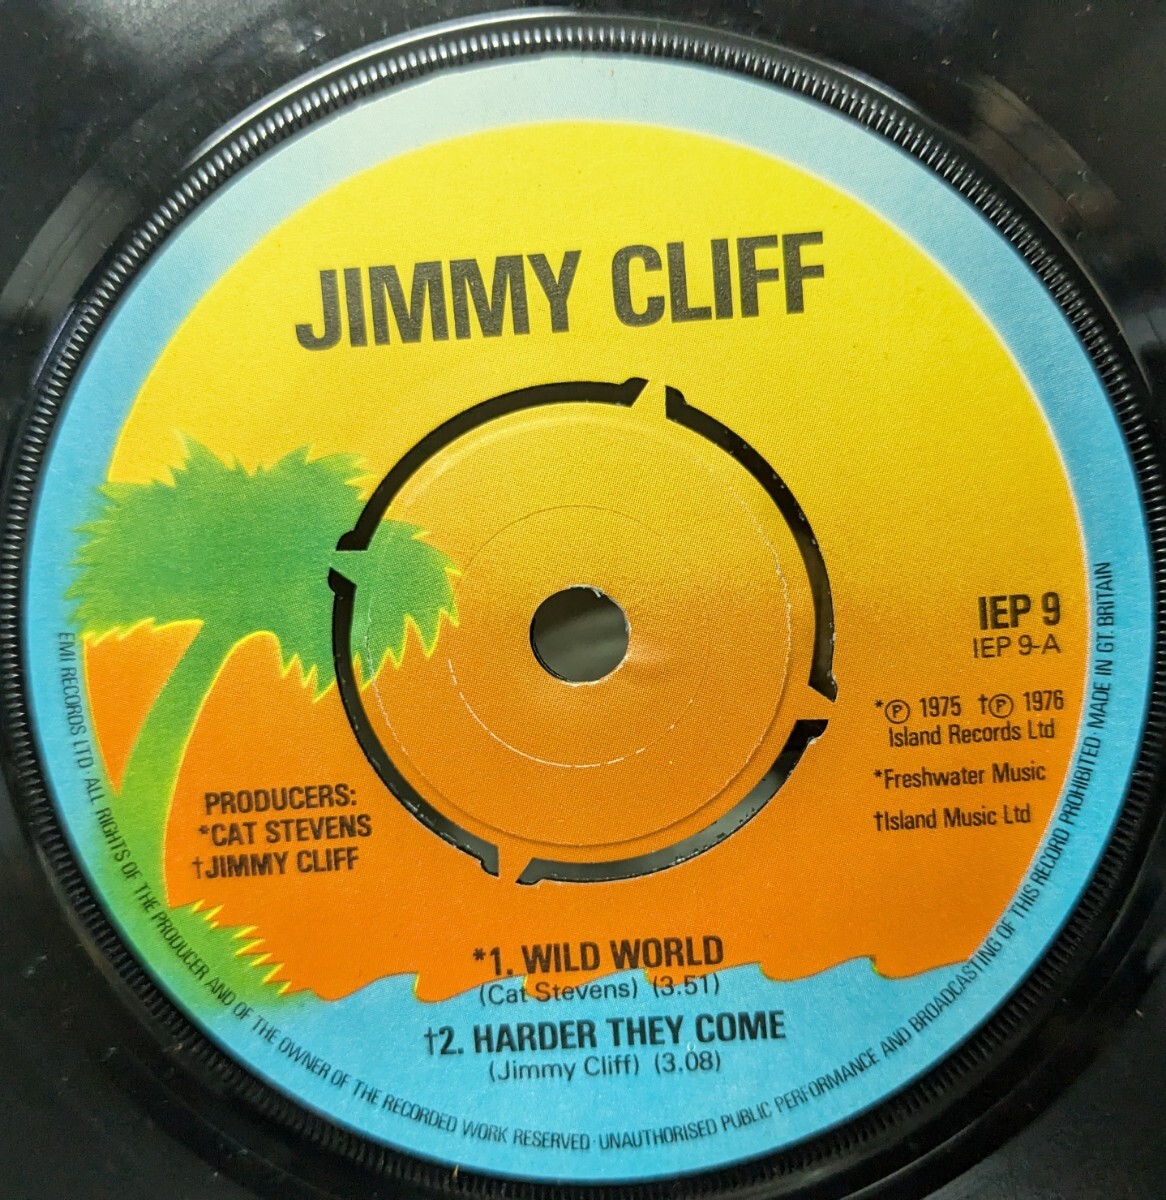 JIMMY CLIFF
IEP 9
IEP 9-A
*Ⓟ 1975 †Ⓟ 1976
Island Records Ltd
*Freshwater Music
†Island Music Ltd
PRODUCERS:
*CAT STEVENS
†JIMMY CLIFF
*1. WILD WORLD
(Cat Stevens) (3.51)
†2. HARDER THEY COME
(Jimmy Cliff) (3.08)
EMI RECORDS LTD · ALL RIGHTS OF THE PRODUCER AND OF THE OWNER OF THE RECORDED WORK RESERVED · UNAUTHORISED PUBLIC PERFORMANCE AND BROADCASTING OF THIS RECORD PROHIBITED · MADE IN GT. BRITAIN